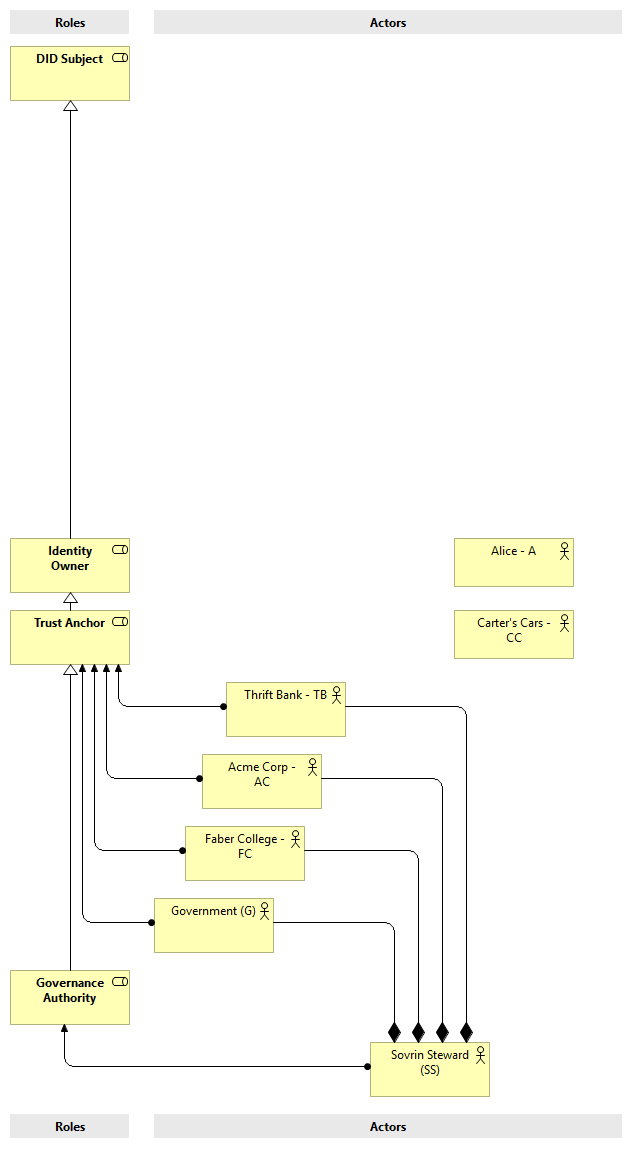 Roles
Actors
DID Subject
Identity
Owner
Alice - A
Trust Anchor
Carter's Cars -
CC
Thrift Bank - TB
Acme Corp -
AC
Faber College -
FC
Government (G)
Governance
Authority
Sovrin Steward
(SS)
Roles
Actors